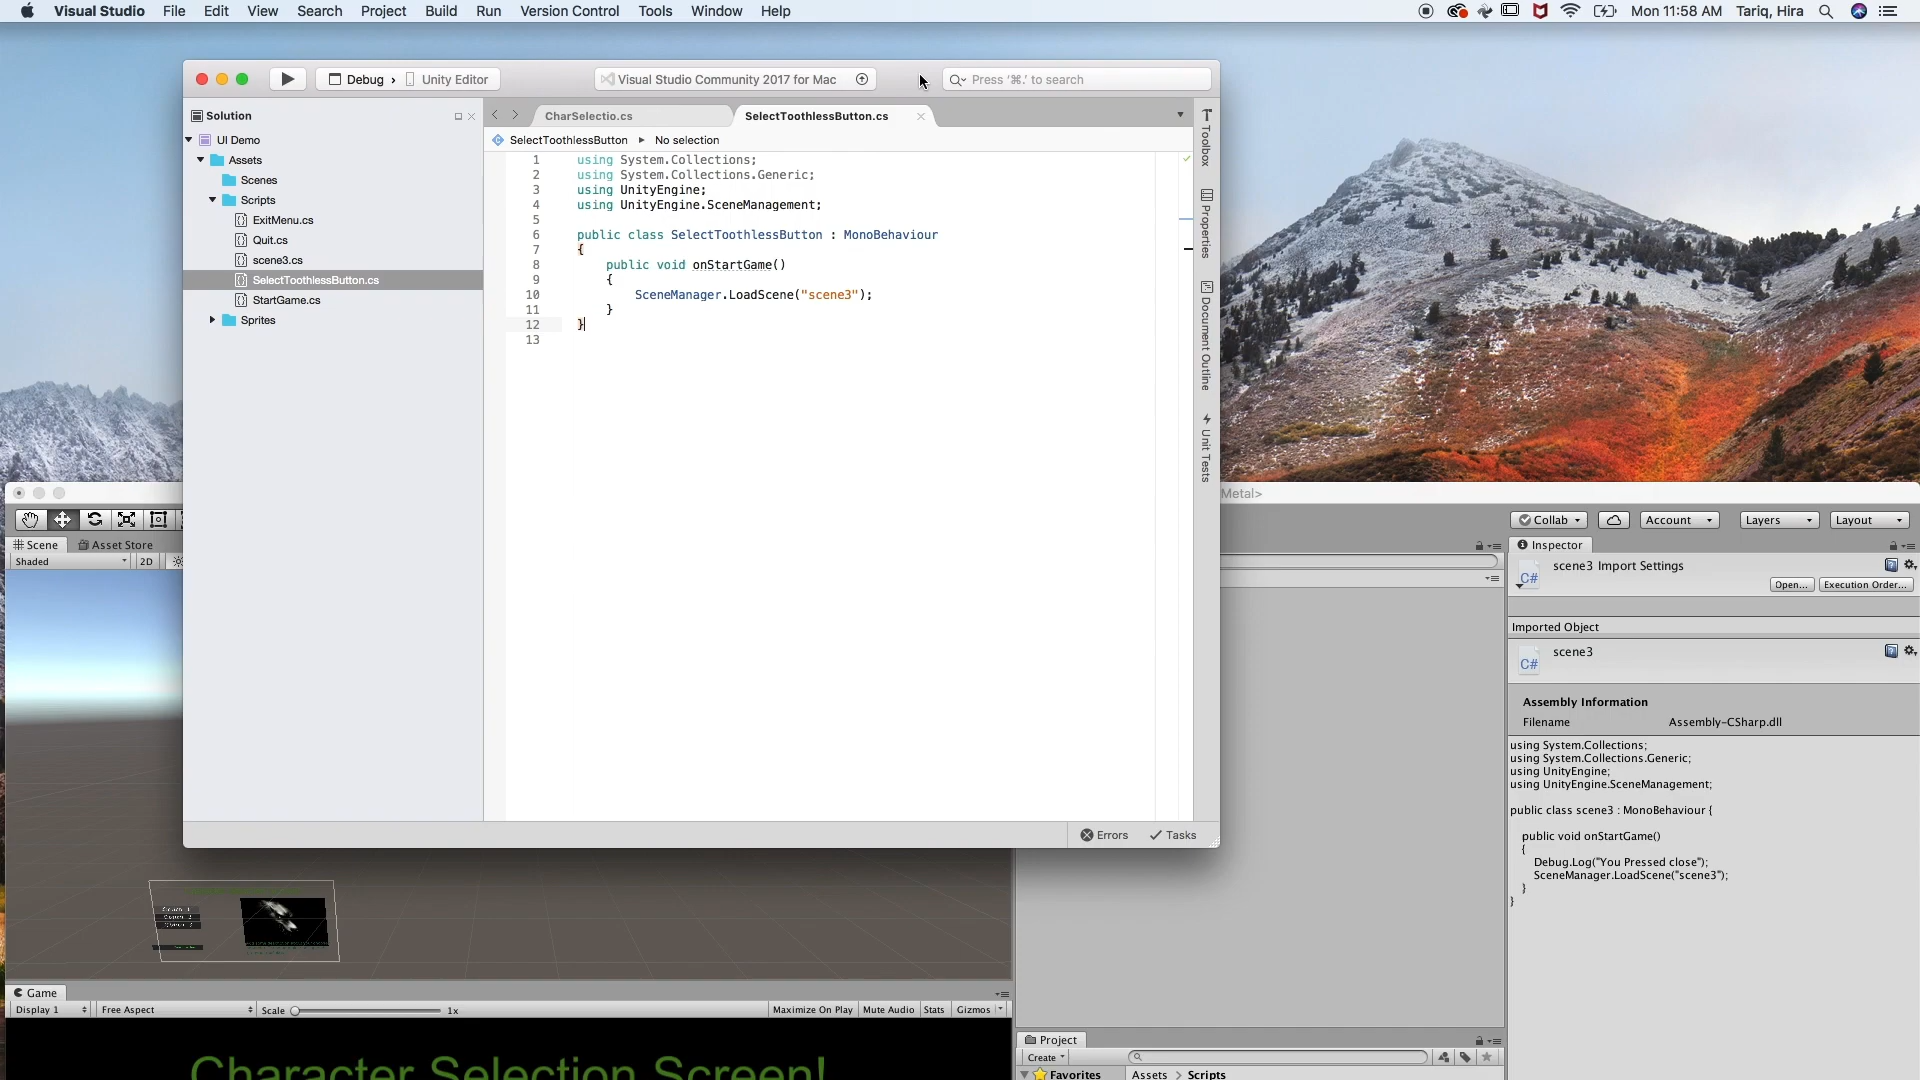 Visual Studio File Edit View Search Project Build Run Version Control Tools Window Help Mon 11:58 AM Tariq, Hira
Debug › Unity Editor Visual Studio Community 2017 for Mac Press '⌘.' to search
Solution
UI Demo
Assets
Scenes
Scripts
ExitMenu.cs
Quit.cs
scene3.cs
SelectToothlessButton.cs
StartGame.cs
Sprites
CharSelectio.cs SelectToothlessButton.cs
SelectToothlessButton No selection
1 using System.Collections;
2 using System.Collections.Generic;
3 using UnityEngine;
4 using UnityEngine.SceneManagement;
5
6 public class SelectToothlessButton : MonoBehaviour
7 {
8 public void onStartGame()
9 {
10 SceneManager.LoadScene("scene3");
11 }
12 }
13
Toolbox
Properties
Document Outline
Unit Tests
Errors Tasks
Metal>
Collab Account Layers Layout
Scene Asset Store
Shaded 2D
Inspector
scene3 Import Settings
Open... Execution Order...
Imported Object
scene3
C#
C#
Assembly Information
Filename Assembly-CSharp.dll
using System.Collections;
using System.Collections.Generic;
using UnityEngine;
using UnityEngine.SceneManagement;
public class scene3 : MonoBehaviour {
public void onStartGame()
{
Debug.Log("You Pressed close");
SceneManager.LoadScene("scene3");
}
}
Game
Display 1 Free Aspect Scale 1x Maximize On Play Mute Audio Stats Gizmos
Character Selection Screen!
Project
Create
Favorites Assets > Scripts